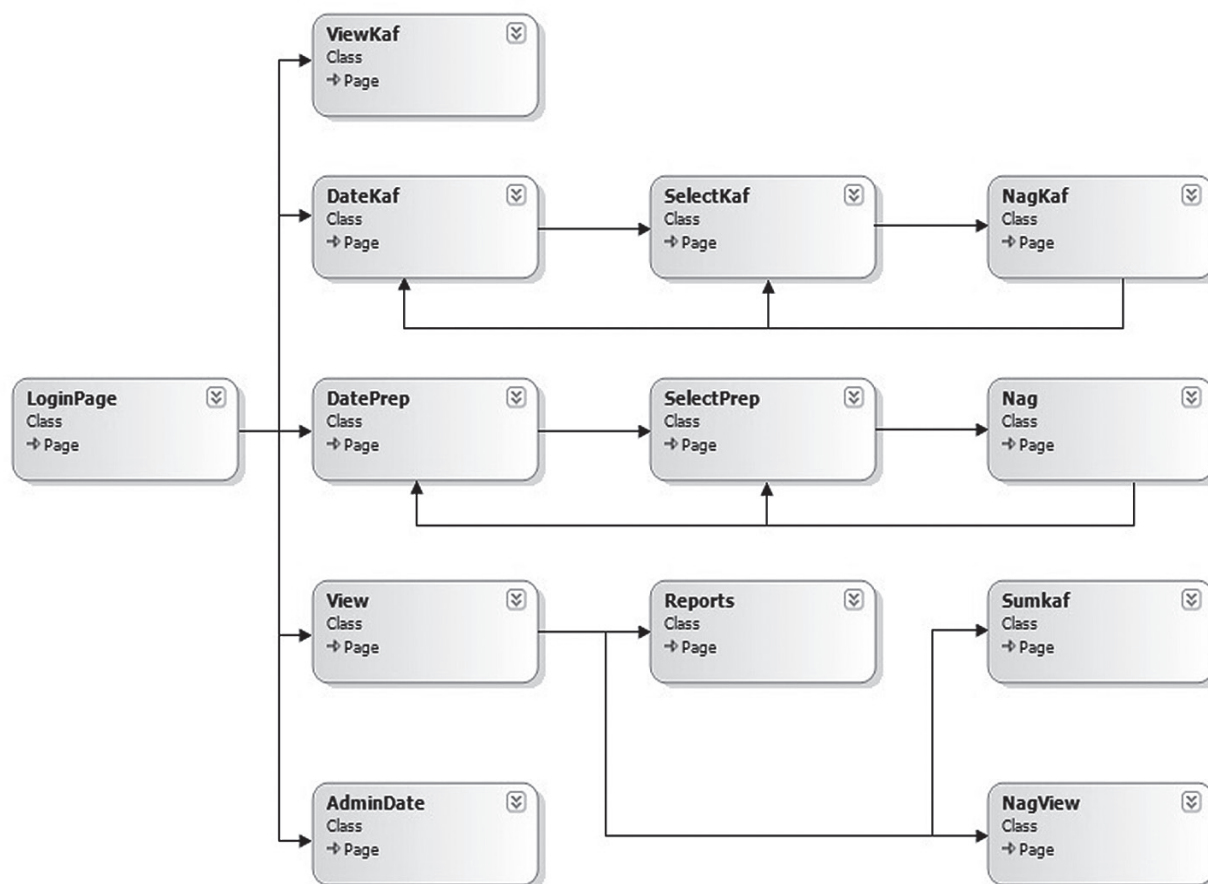 ViewKaf
Class
Page
DateKaf
Class
Page
SelectKaf
Class
Page
NagKaf
Class
Page
LoginPage
Class
Page
DatePrep
Class
Page
SelectPrep
Class
Page
Nag
Class
Page
View
Class
Page
Reports
Class
Page
Sumkaf
Class
Page
AdminDate
Class
Page
NagView
Class
Page